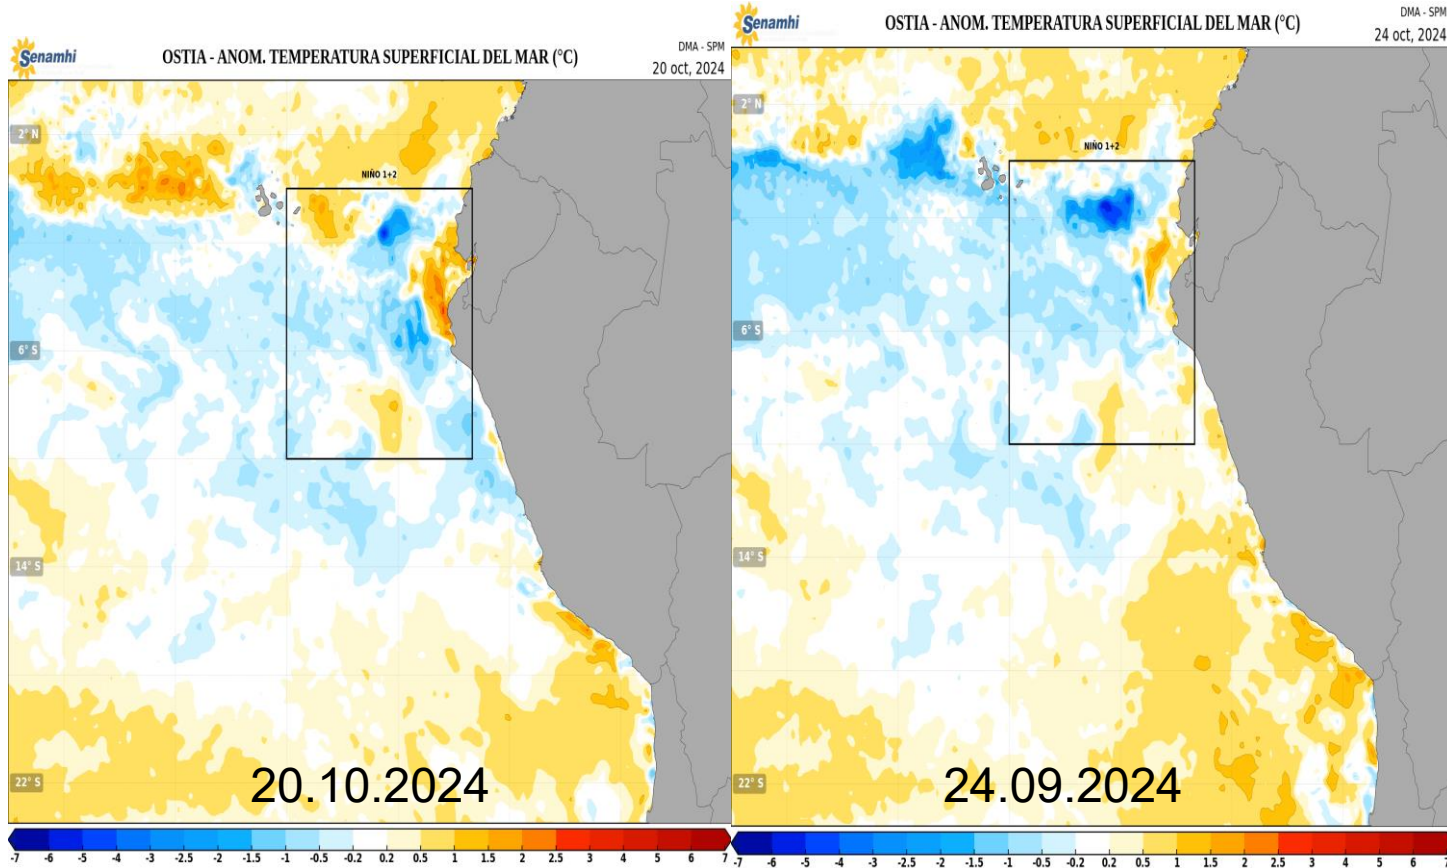 Senamhi
OSTIA - ANOM. TEMPERATURA SUPERFICIAL DEL MAR (°C)
DMA - SPM
20 oct, 2024
2° N
NIÑO 1+2
6° S
14° S
22° S
20.10.2024
-7 -6 -5 -4 -3 -2.5 -2 -1.5 -1 -0.5 -0.2 0.2 0.5 1 1.5 2 2.5 3 4 5 6 7
Senamhi
OSTIA - ANOM. TEMPERATURA SUPERFICIAL DEL MAR (°C)
DMA - SPM
24 oct, 2024
2° N
NIÑO 1+2
6° S
14° S
22° S
24.09.2024
-7 -6 -5 -4 -3 -2.5 -2 -1.5 -1 -0.5 -0.2 0.2 0.5 1 1.5 2 2.5 3 4 5 6